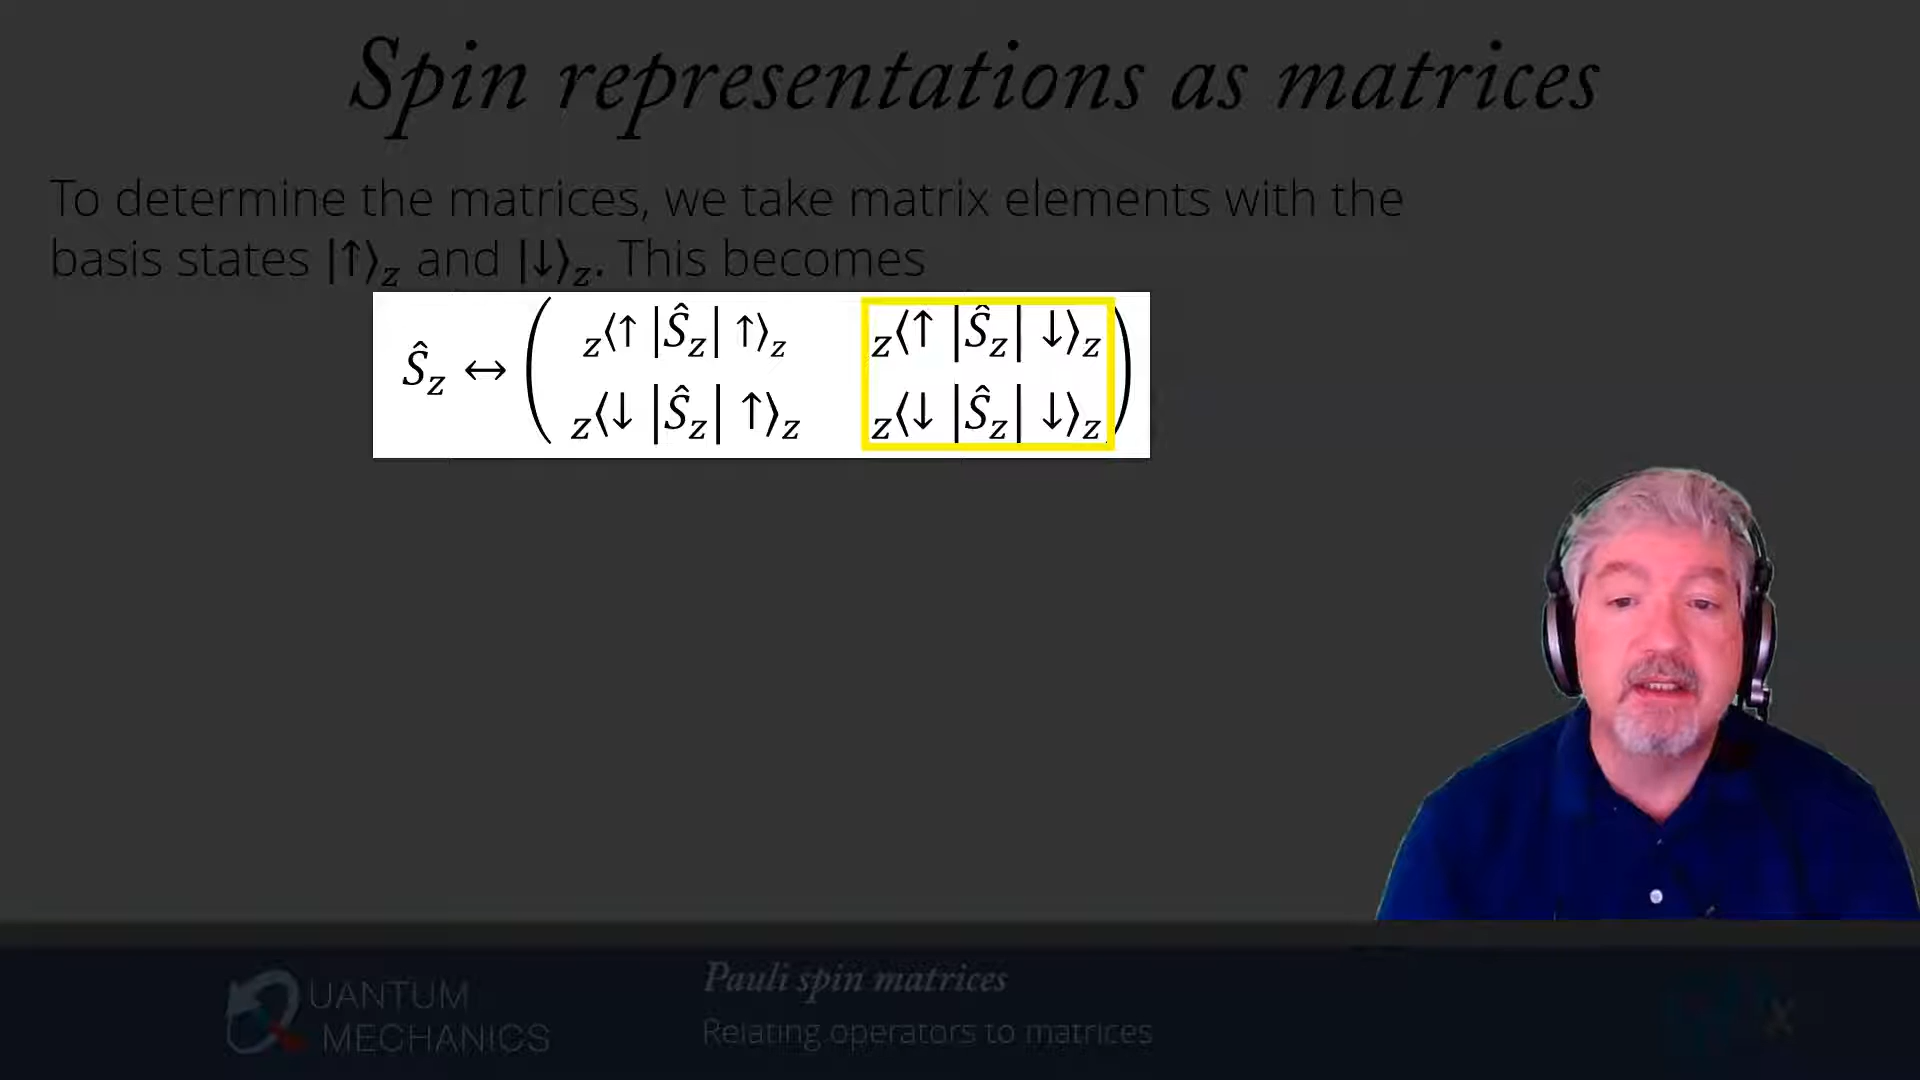 Spin representations as matrices
To determine the matrices, we take matrix elements with the
basis states |↑⟩z and |↓⟩z. This becomes
Ŝz ↔ ( z⟨↑|Ŝz|↑⟩z z⟨↑|Ŝz|↓⟩z
z⟨↓|Ŝz|↑⟩z z⟨↓|Ŝz|↓⟩z )
QUANTUM
MECHANICS
Pauli spin matrices
Relating operators to matrices